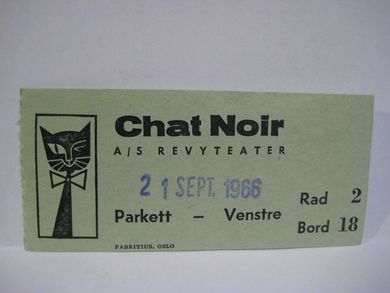 Chat Noir
A/S REVYTEATER
21 SEPT. 1966
Parkett – Venstre
Rad 2
Bord 18
FABRITIUS, OSLO